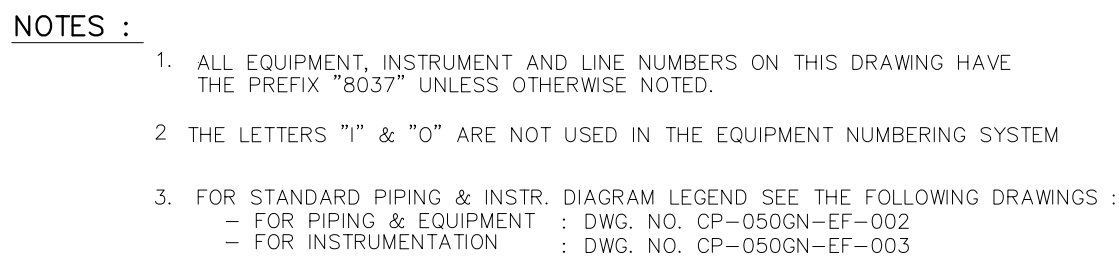 NOTES :
1. ALL EQUIPMENT, INSTRUMENT AND LINE NUMBERS ON THIS DRAWING HAVE
THE PREFIX "8037" UNLESS OTHERWISE NOTED.
2 THE LETTERS "I" & "O" ARE NOT USED IN THE EQUIPMENT NUMBERING SYSTEM
3. FOR STANDARD PIPING & INSTR. DIAGRAM LEGEND SEE THE FOLLOWING DRAWINGS :
– FOR PIPING & EQUIPMENT : DWG. NO. CP–050GN–EF–002
– FOR INSTRUMENTATION : DWG. NO. CP–050GN–EF–003